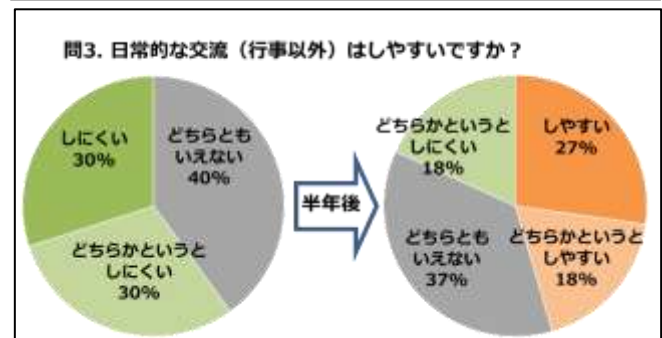 問3. 日常的な交流（行事以外）はしやすいですか？
しにくい
30%
どちらとも
いえない
40%
どちらかというと
しにくい
30%
半年後
どちらかというと
しにくい
18%
しやすい
27%
どちらとも
いえない
37%
どちらかというと
しやすい
18%